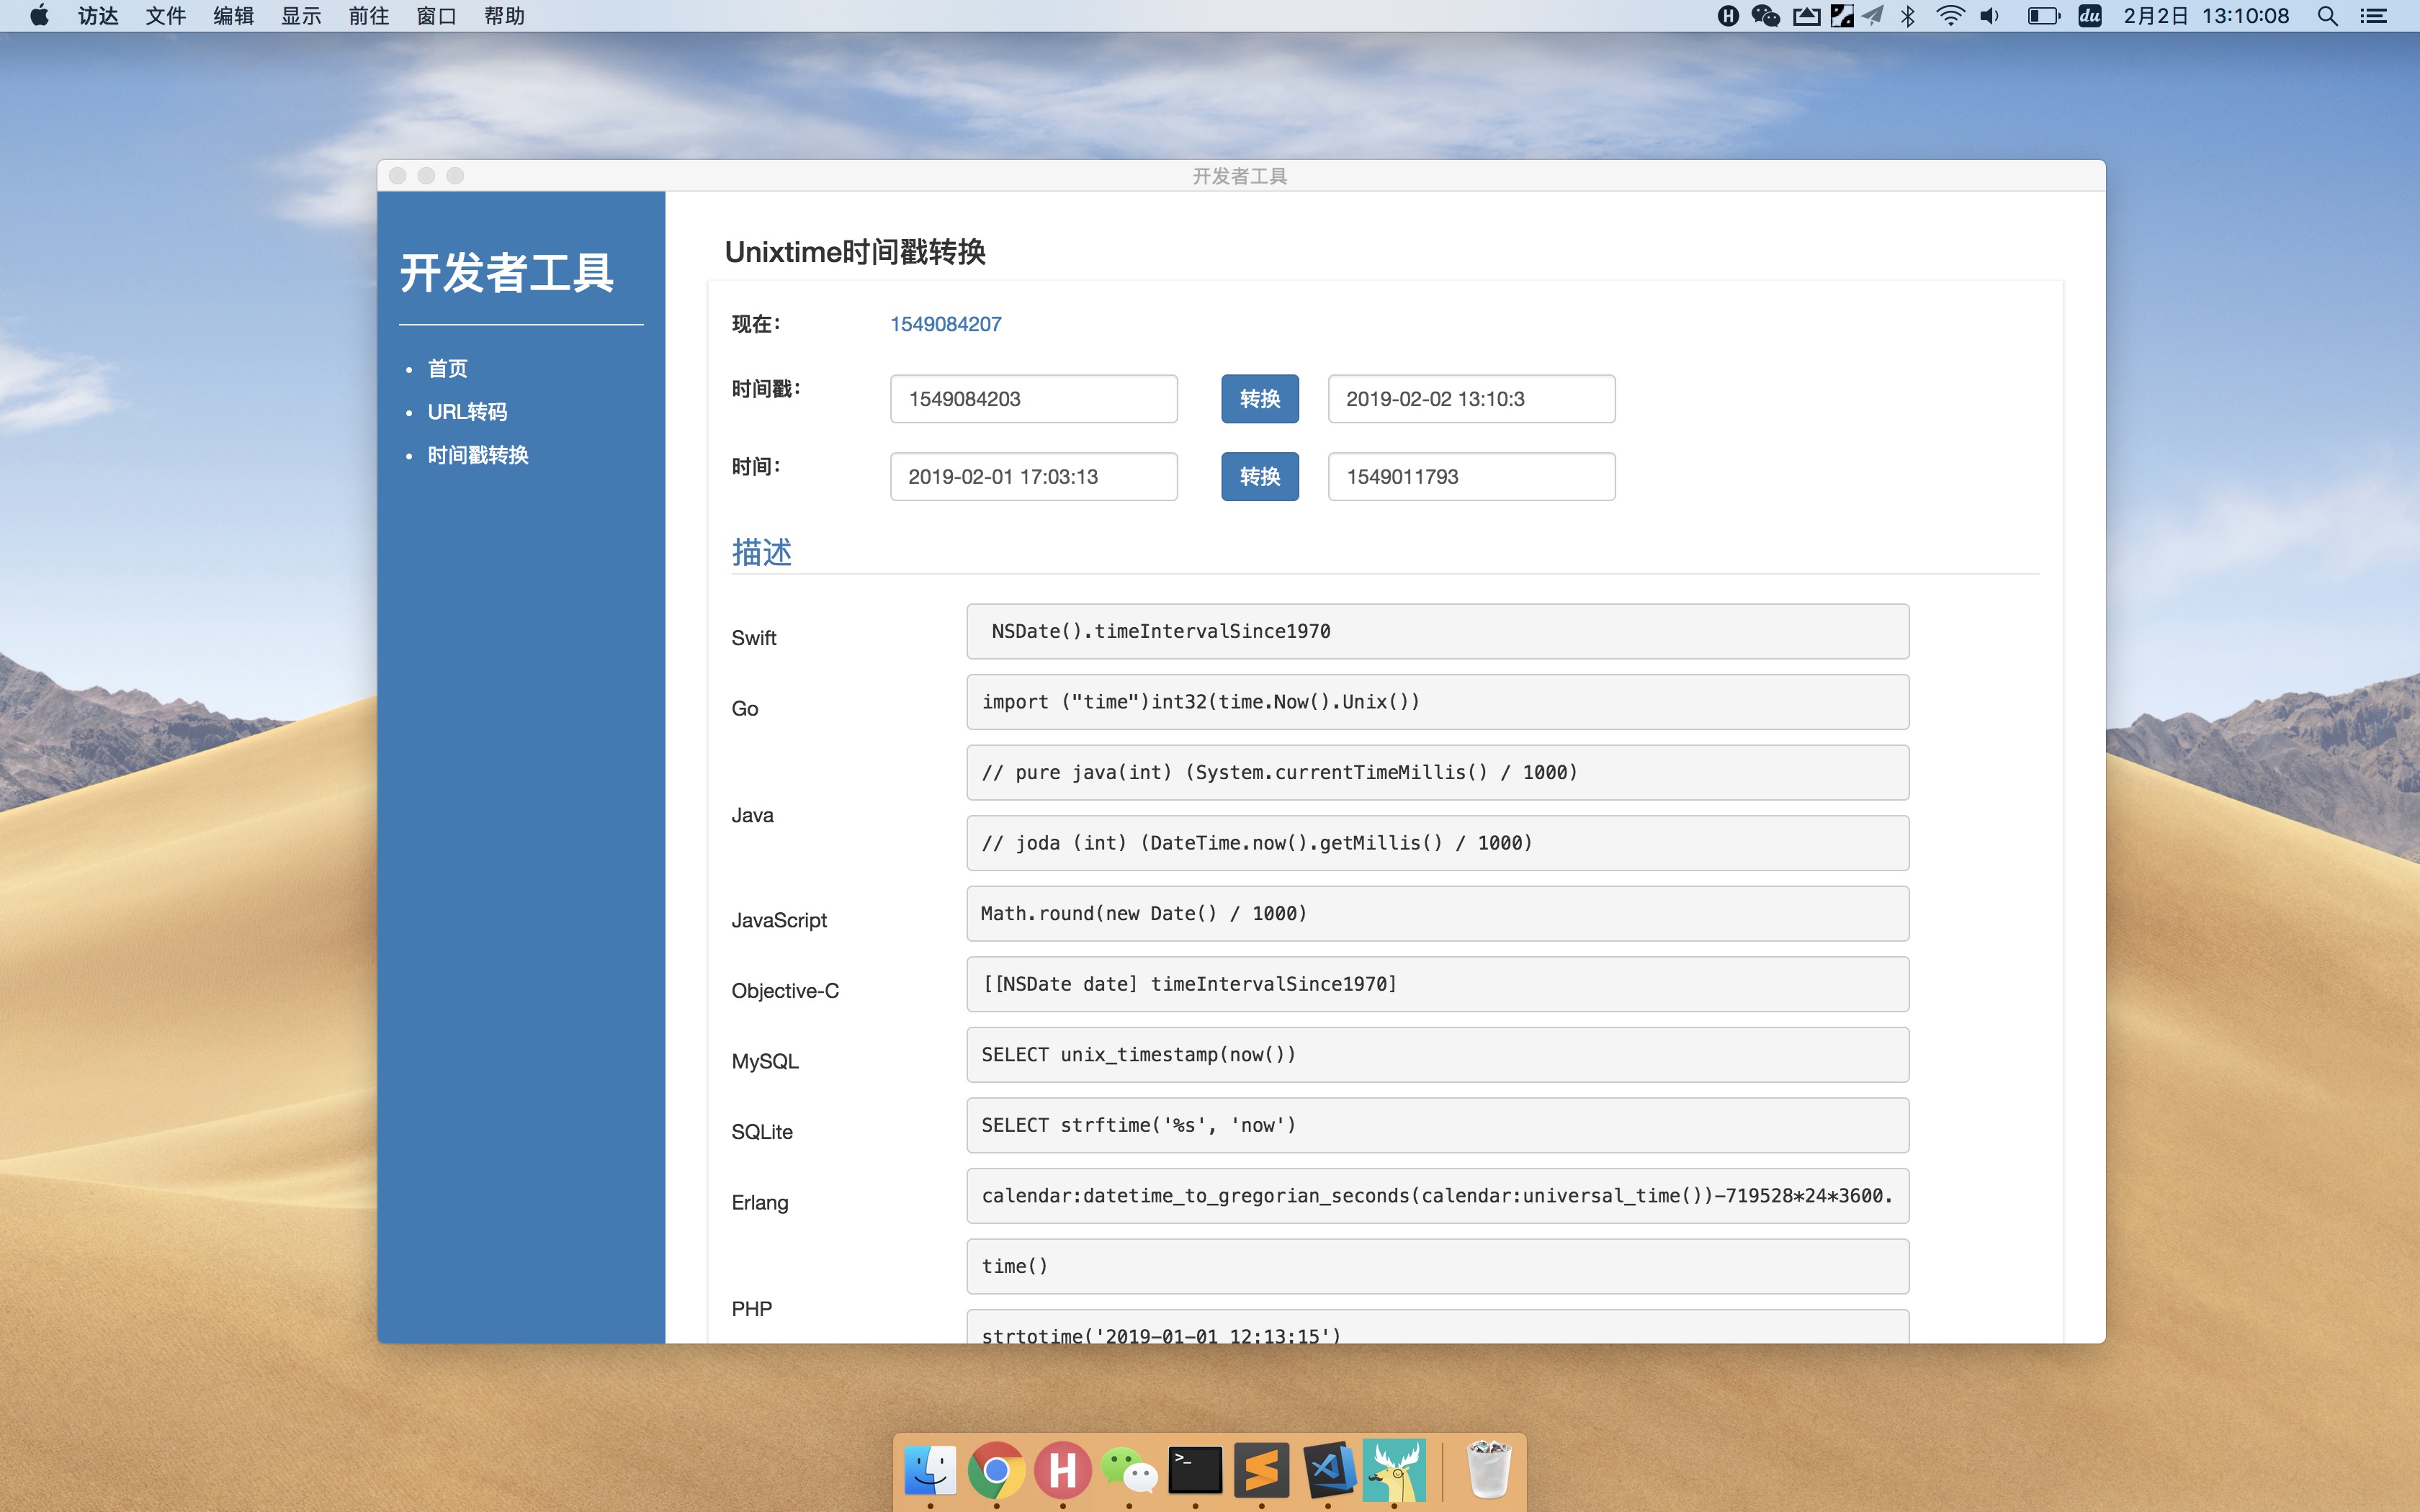 访达 文件 编辑 显示 前往 窗口 帮助 du 2月2日 13:10:08
开发者工具
开发者工具
首页
URL转码
时间戳转换
Unixtime时间戳转换
现在： 1549084207
时间戳： 1549084203 转换 2019-02-02 13:10:3
时间： 2019-02-01 17:03:13 转换 1549011793
描述
Swift NSDate().timeIntervalSince1970
Go import ("time")int32(time.Now().Unix())
Java // pure java(int) (System.currentTimeMillis() / 1000)
// joda (int) (DateTime.now().getMillis() / 1000)
JavaScript Math.round(new Date() / 1000)
Objective-C [[NSDate date] timeIntervalSince1970]
MySQL SELECT unix_timestamp(now())
SQLite SELECT strftime('%s', 'now')
Erlang calendar:datetime_to_gregorian_seconds(calendar:universal_time())-719528*24*3600.
PHP time()
strtotime('2019-01-01 12:13:15')